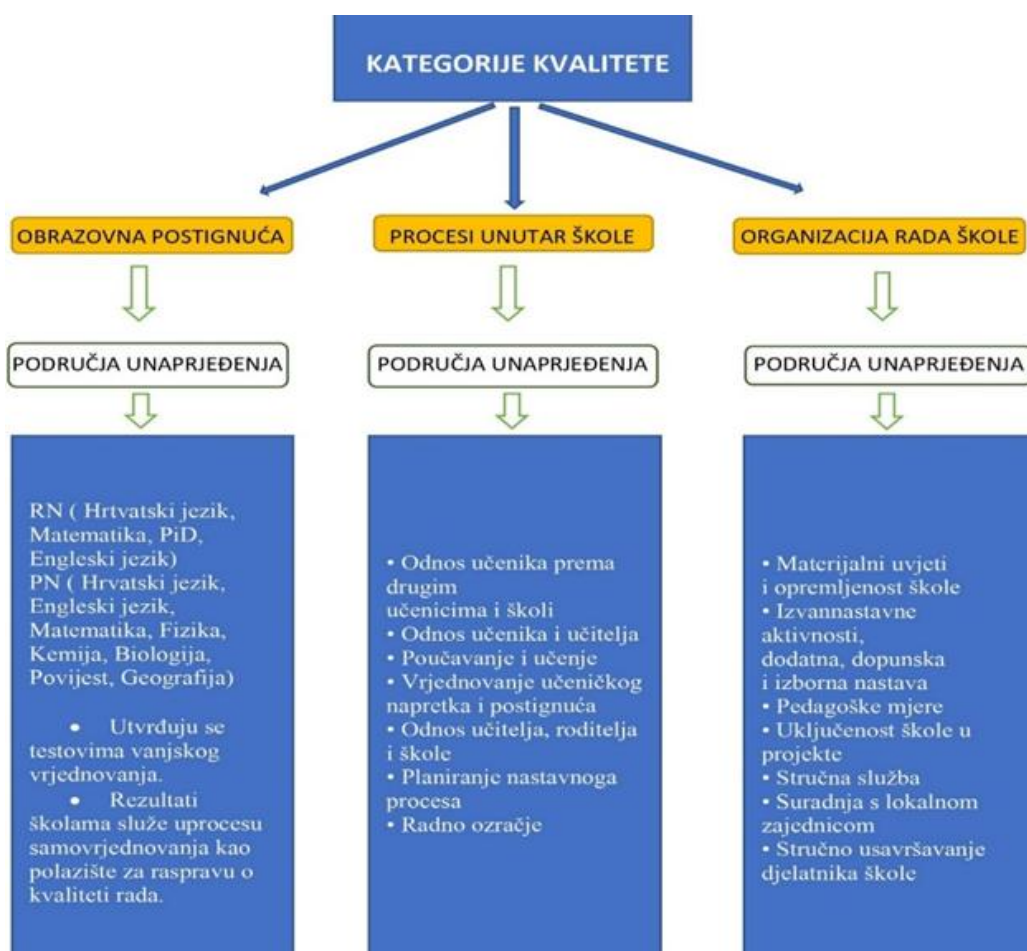 KATEGORIJE KVALITETE
OBRAZOVNA POSTIGNUĆA
PROCESI UNUTAR ŠKOLE
ORGANIZACIJA RADA ŠKOLE
PODRUČJA UNAPRJEĐENJA
PODRUČJA UNAPRJEĐENJA
PODRUČJA UNAPRJEĐENJA
RN ( Hrtvatski jezik,
Matematika, PiD,
Engleski jezik)
PN ( Hrvatski jezik,
Engleski jezik,
Matematika, Fizika,
Kemija, Biologija,
Povijest, Geografija)
• Utvrđuju se
testovima vanjskog
vrjednovanja.
• Rezultati
školama služe uprocesu
samovrjednovanja kao
polazište za raspravu o
kvaliteti rada.
• Odnos učenika prema
drugim
učenicima i školi
• Odnos učenika i učitelja
• Poučavanje i učenje
• Vrjednovanje učeničkog
napretka i postignuća
• Odnos učitelja, roditelja
i škole
• Planiranje nastavnoga
procesa
• Radno ozračje
• Materijalni uvjeti
i opremljenost škole
• Izvannastavne
aktivnosti,
dodatna, dopunska
i izborna nastava
• Pedagoške mjere
• Uključenost škole u
projekte
• Stručna služba
• Suradnja s lokalnom
zajednicom
• Stručno usavršavanje
djelatnika škole